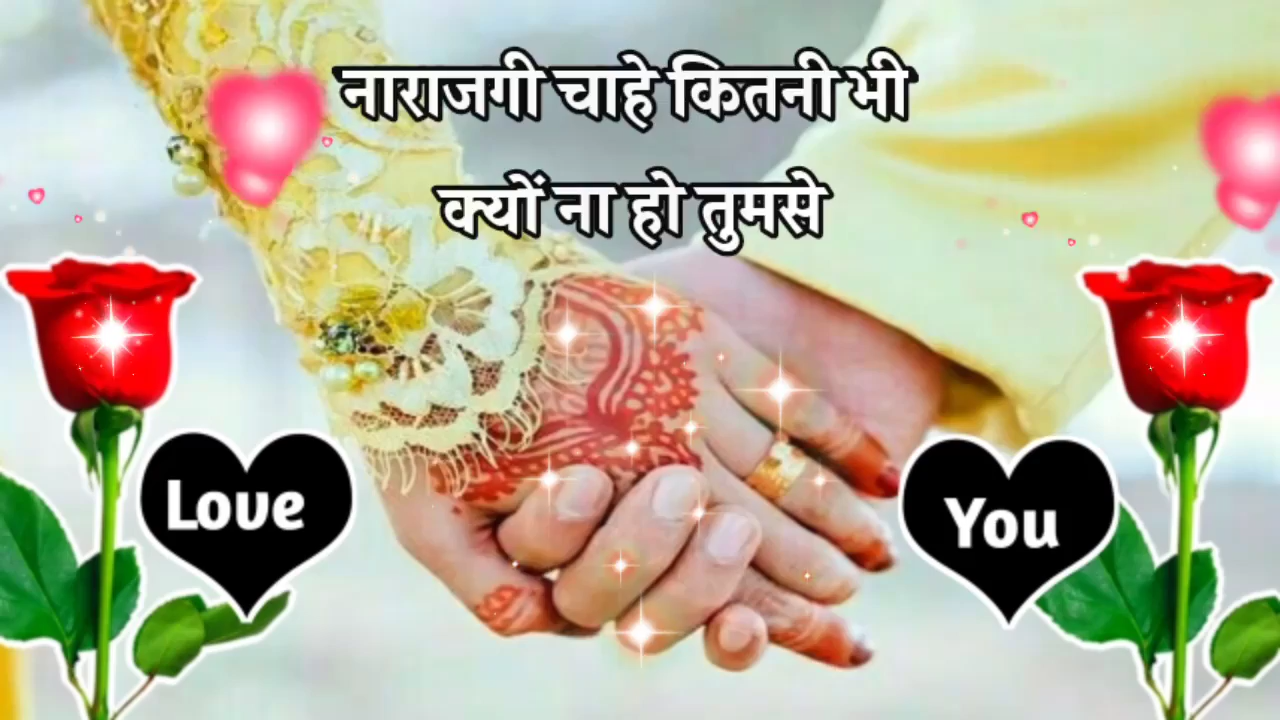 नाराजगी चाहे कितनी भी
क्यों ना हो तुमसे
Love
You